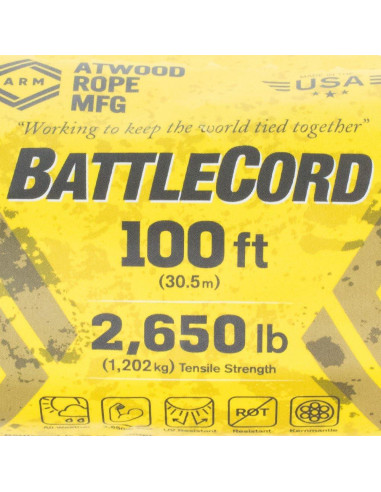 ARM
ATWOOD
ROPE
MFG
USA
"Working to keep the world tied together"
BATTLECORD
100 ft
(30.5m)
2,650 lb
(1,202 kg) Tensile Strength
UV Resistant
ROT
Resistant
Kernmantle